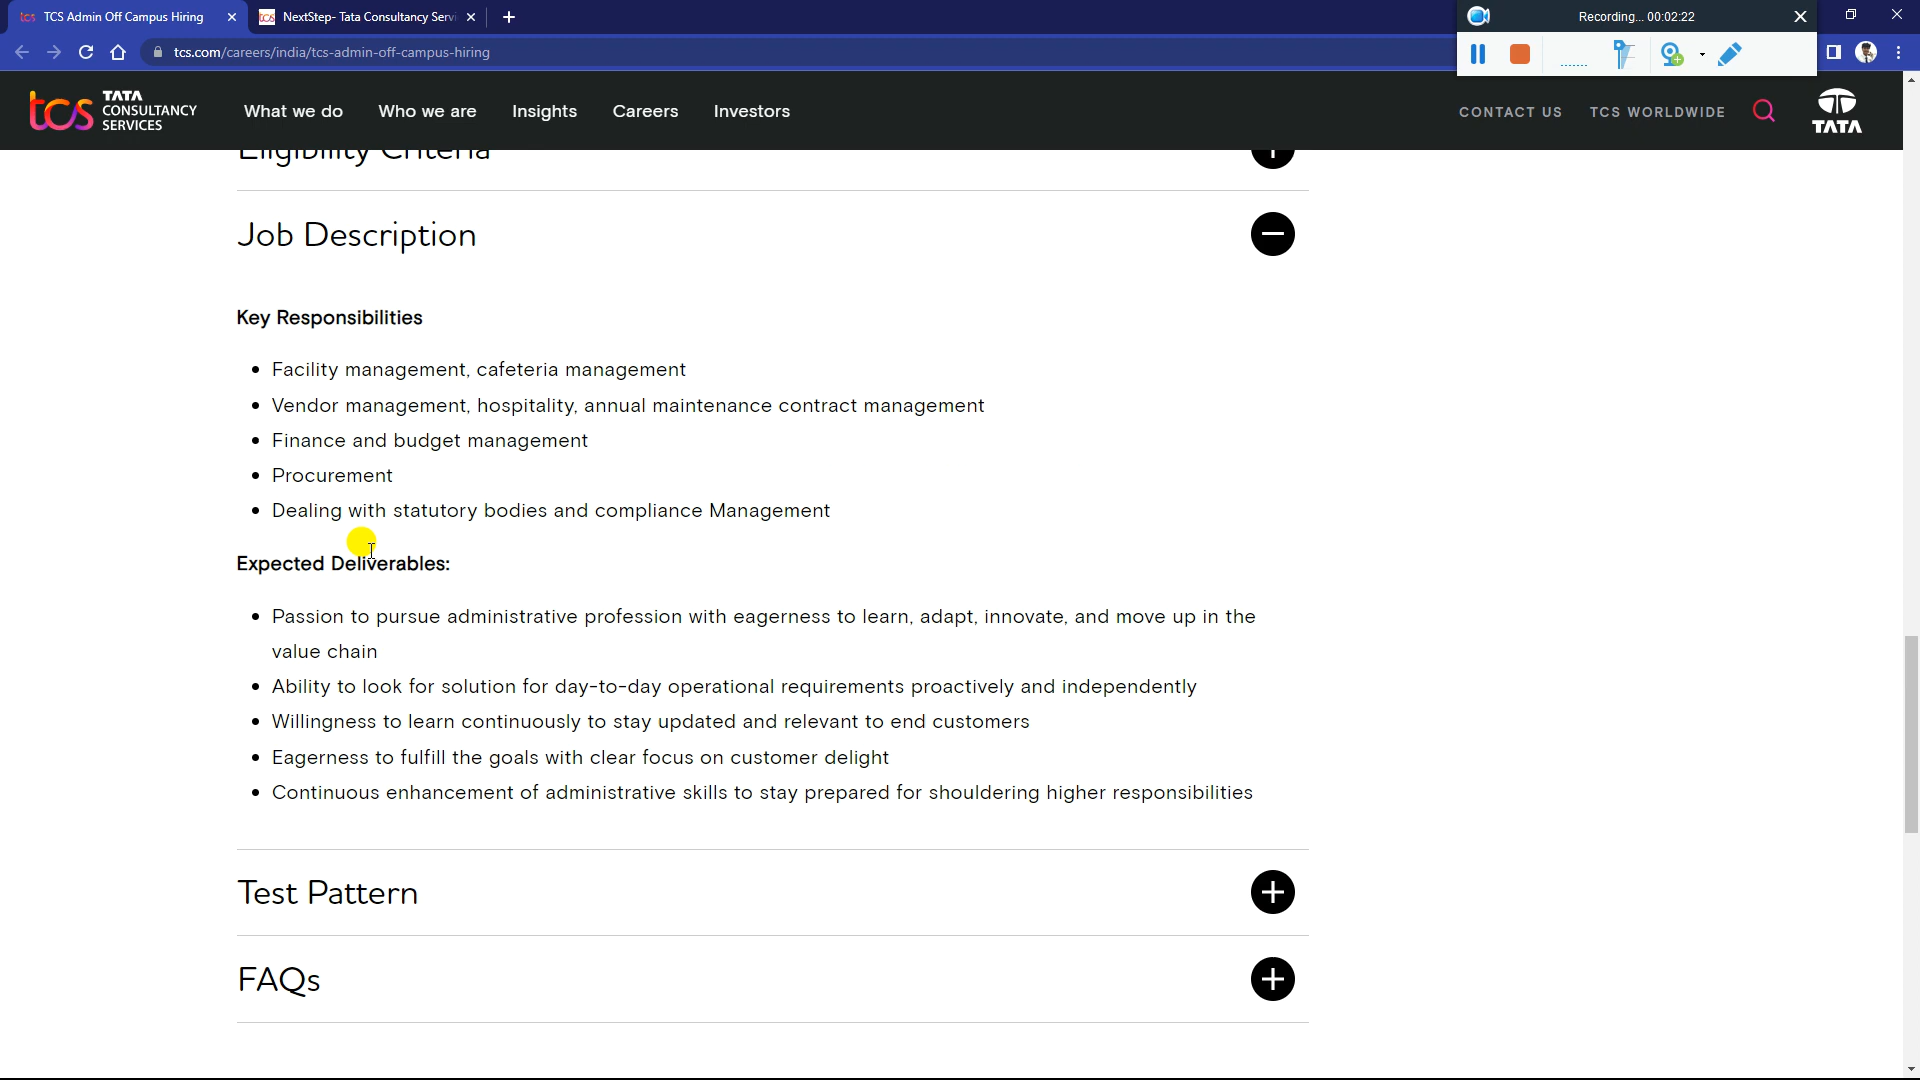 TCS Admin Off Campus Hiring
NextStep- Tata Consultancy Servi
Recording... 00:02:22
tcs.com/careers/india/tcs-admin-off-campus-hiring
tcs TATA
CONSULTANCY
SERVICES
What we do Who we are Insights Careers Investors
CONTACT US TCS WORLDWIDE
TATA
Eligibility Criteria
Job Description
Key Responsibilities
• Facility management, cafeteria management
• Vendor management, hospitality, annual maintenance contract management
• Finance and budget management
• Procurement
• Dealing with statutory bodies and compliance Management
Expected Deliverables:
• Passion to pursue administrative profession with eagerness to learn, adapt, innovate, and move up in the
value chain
• Ability to look for solution for day-to-day operational requirements proactively and independently
• Willingness to learn continuously to stay updated and relevant to end customers
• Eagerness to fulfill the goals with clear focus on customer delight
• Continuous enhancement of administrative skills to stay prepared for shouldering higher responsibilities
Test Pattern
FAQs